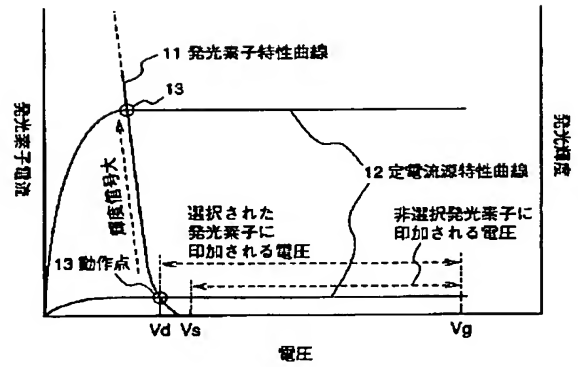 11 発光素子特性曲線
13
発光素子電流
発光輝度
輝度信号大
12 定電流源特性曲線
選択された
発光素子に
印加される電圧
非選択発光素子に
印加される電圧
13 動作点
Vd
Vs
Vg
電圧